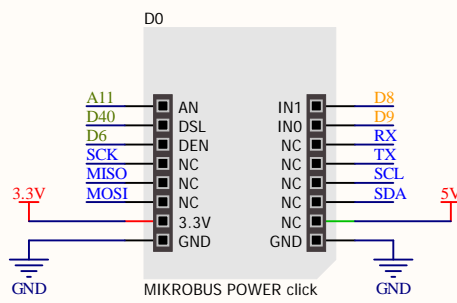 D0
A11 AN IN1 D8
D40 DSL IN0 D9
D6 DEN NC RX
SCK NC NC TX
MISO NC NC SCL
MOSI NC NC SDA
3.3V 3.3V NC 5V
GND GND
GND GND
MIKROBUS POWER click